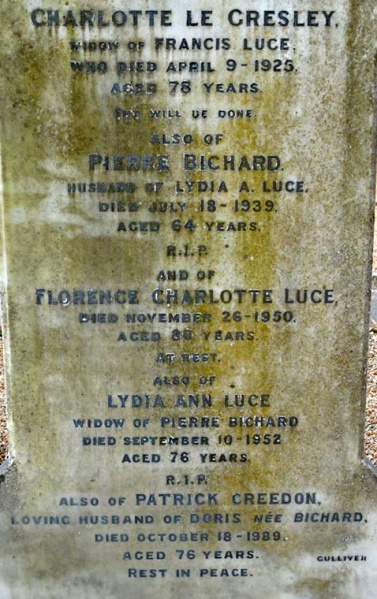 CHARLOTTE LE GRESLEY,
WIDOW OF FRANCIS LUCE,
WHO DIED APRIL 9-1925,
AGED 78 YEARS.
THY WILL BE DONE.
ALSO OF
PIERRE BICHARD,
HUSBAND OF LYDIA A. LUCE,
DIED JULY 18-1939,
AGED 64 YEARS.
R.I.P.
AND OF
FLORENCE CHARLOTTE LUCE,
DIED NOVEMBER 26-1950,
AGED 80 YEARS.
AT REST.
ALSO OF
LYDIA ANN LUCE
WIDOW OF PIERRE BICHARD
DIED SEPTEMBER 10-1952
AGED 76 YEARS.
R.I.P.
ALSO OF PATRICK CREEDON,
LOVING HUSBAND OF DORIS NÉE BICHARD,
DIED OCTOBER 18-1989,
AGED 76 YEARS.
GULLIVER
REST IN PEACE.